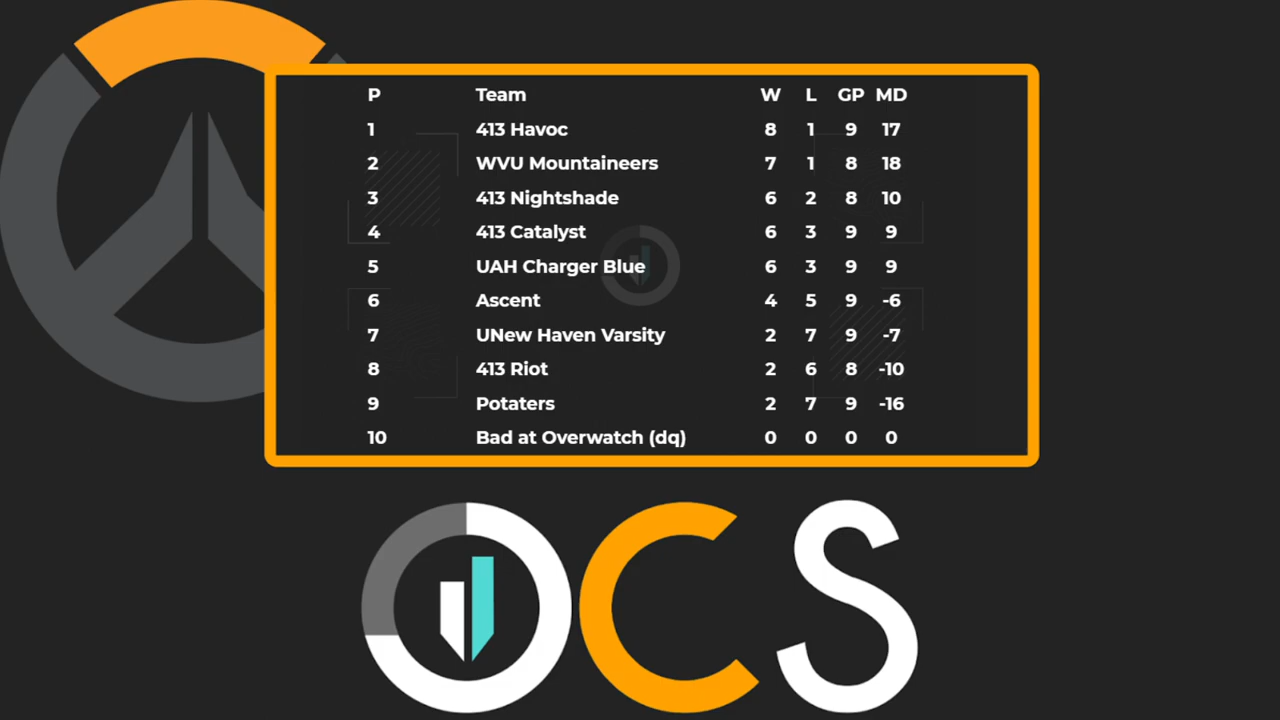 P Team W L GP MD
1 413 Havoc 8 1 9 17
2 WVU Mountaineers 7 1 8 18
3 413 Nightshade 6 2 8 10
4 413 Catalyst 6 3 9 9
5 UAH Charger Blue 6 3 9 9
6 Ascent 4 5 9 -6
7 UNew Haven Varsity 2 7 9 -7
8 413 Riot 2 6 8 -10
9 Potaters 2 7 9 -16
10 Bad at Overwatch (dq) 0 0 0 0
OCS